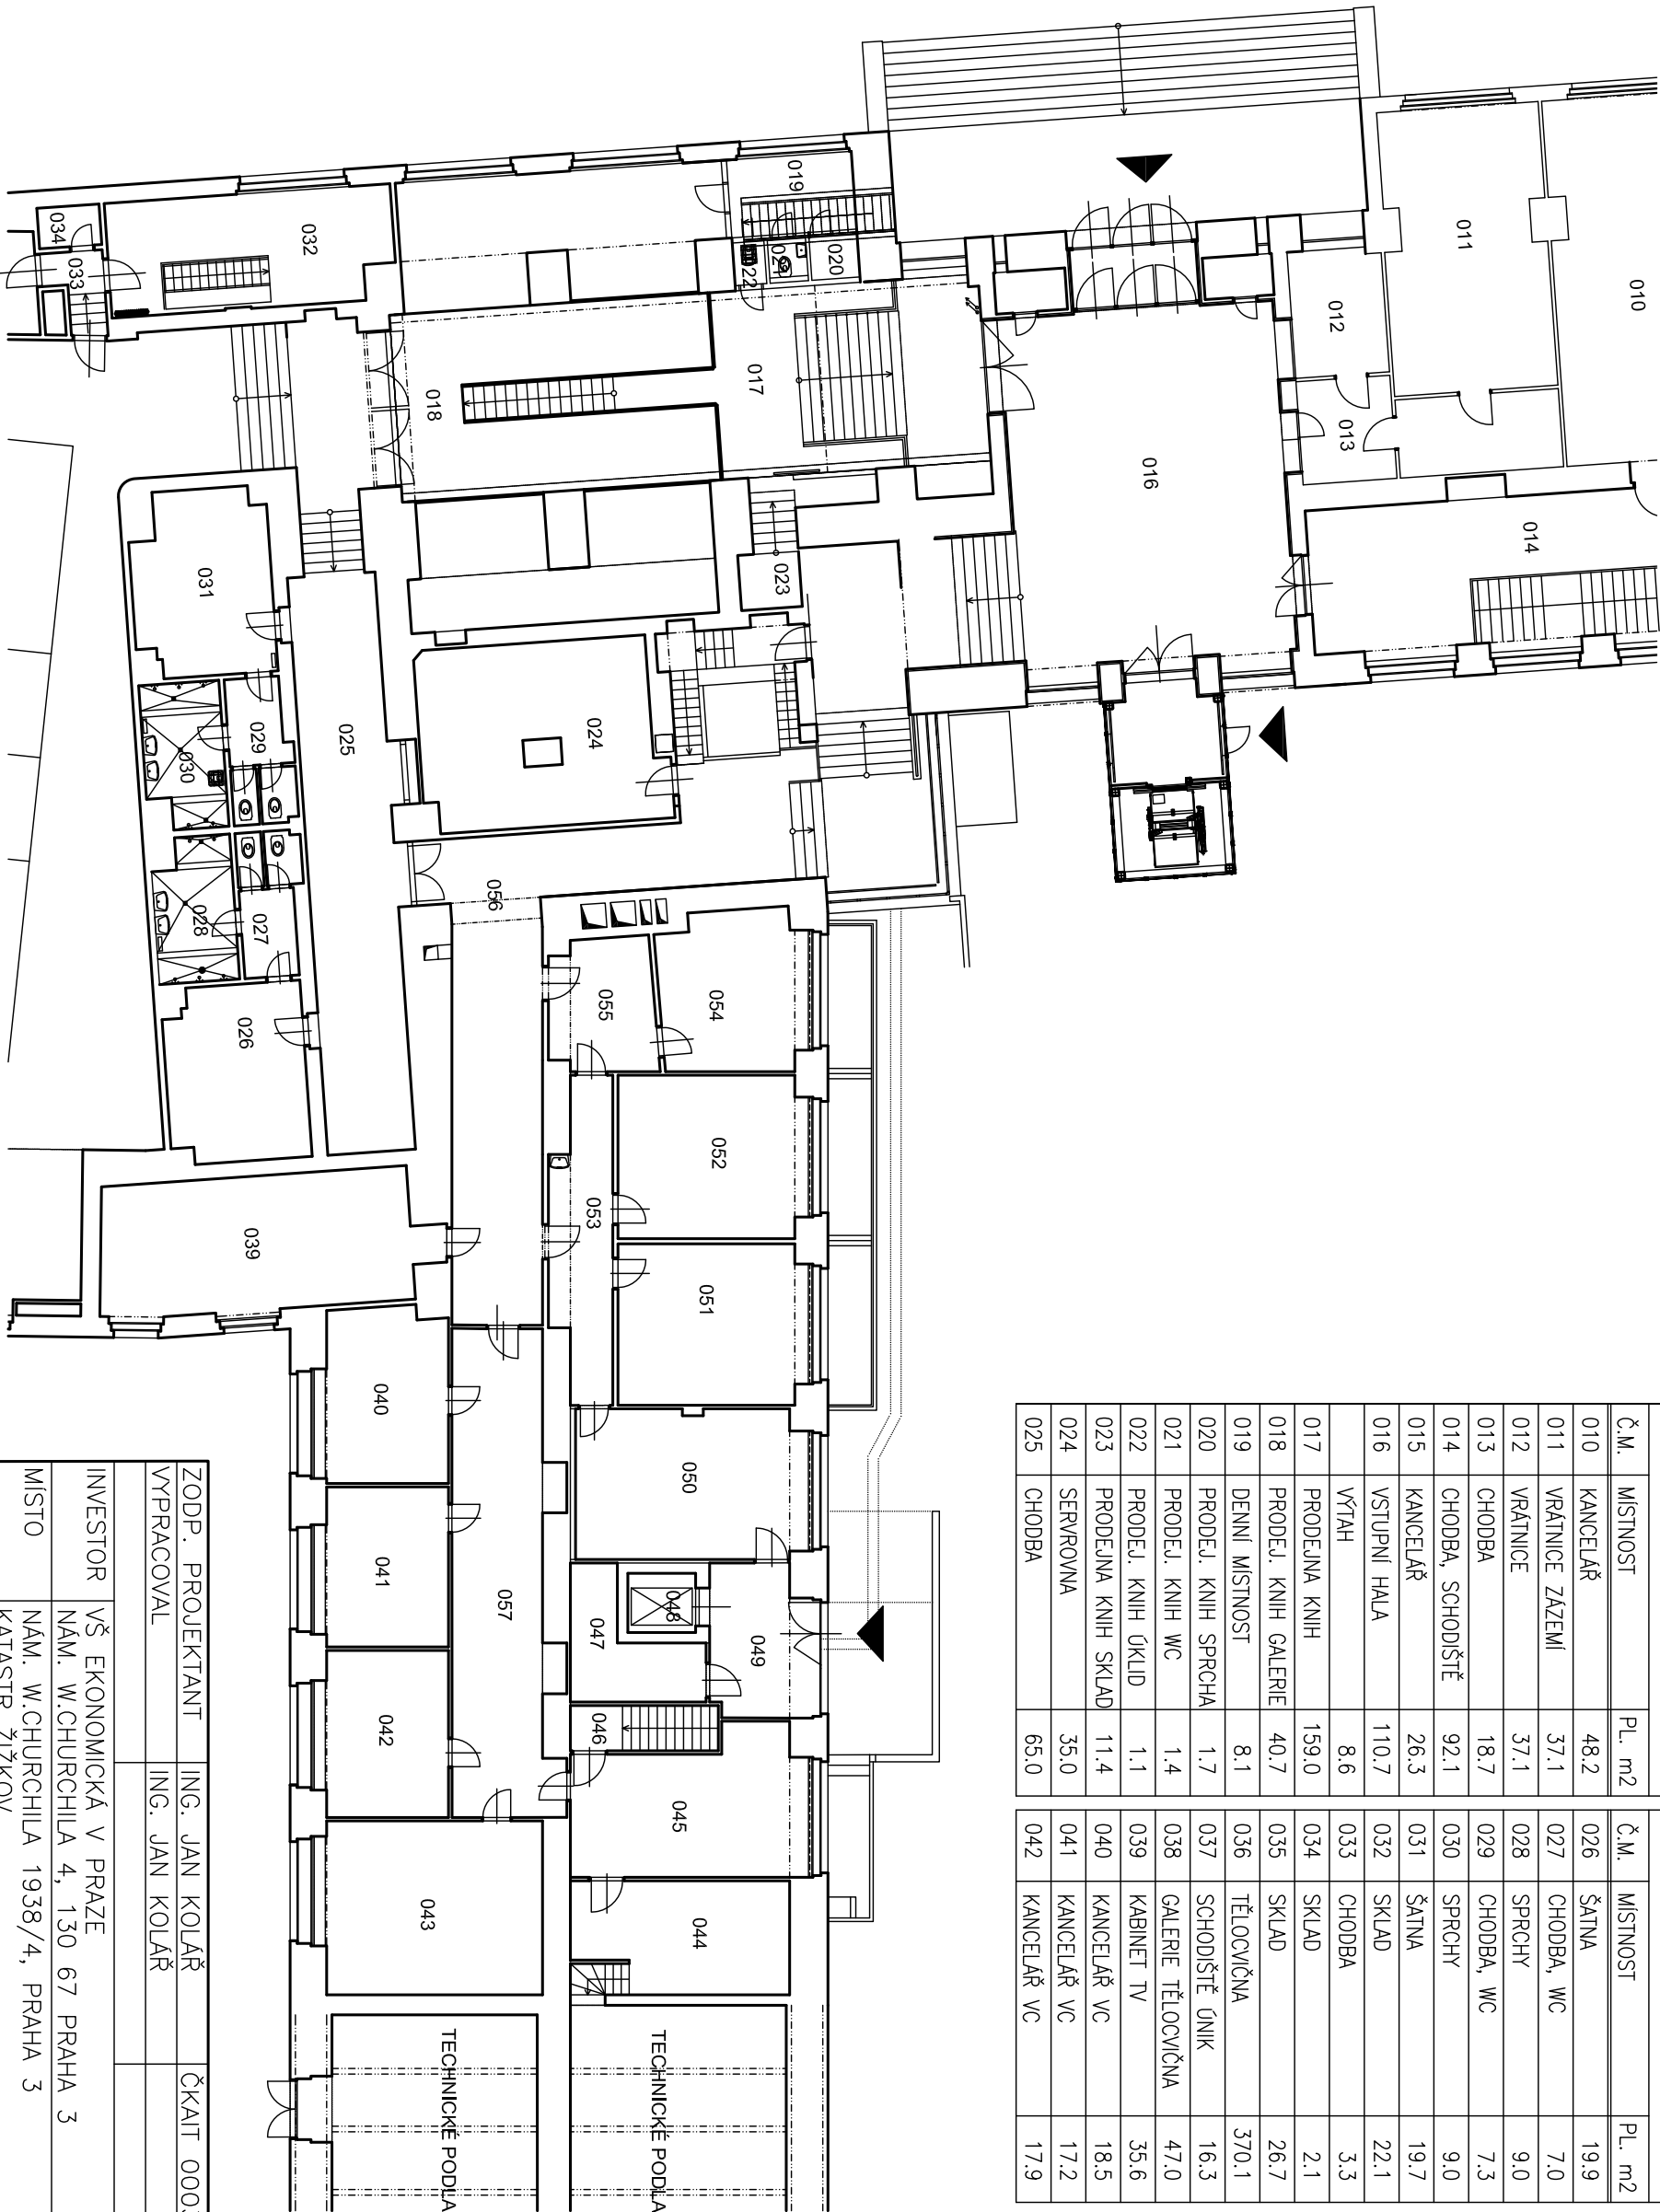 Č.M. MÍSTNOST PL. m2
010 KANCELÁŘ 48.2
011 VRÁTNICE ZÁZEMÍ 37.1
012 VRÁTNICE 37.1
013 CHODBA 18.7
014 CHODBA, SCHODIŠTĚ 92.1
015 KANCELÁŘ 26.3
016 VSTUPNÍ HALA 110.7
VÝTAH 8.6
017 PRODEJNA KNIH 159.0
018 PRODEJ. KNIH GALERIE 40.7
019 DENNÍ MÍSTNOST 8.1
020 PRODEJ. KNIH SPRCHA 1.7
021 PRODEJ. KNIH WC 1.4
022 PRODEJ. KNIH ÚKLID 1.1
023 PRODEJNA KNIH SKLAD 11.4
024 SERVROVNA 35.0
025 CHODBA 65.0
Č.M. MÍSTNOST PL. m2
026 ŠATNA 19.9
027 CHODBA, WC 7.0
028 SPRCHY 9.0
029 CHODBA, WC 7.3
030 SPRCHY 9.0
031 ŠATNA 19.7
032 SKLAD 22.1
033 CHODBA 3.3
034 SKLAD 2.1
035 SKLAD 26.7
036 TĚLOCVIČNA 370.1
037 SCHODIŠTĚ ÚNIK 16.3
038 GALERIE TĚLOCVIČNA 47.0
039 KABINET TV 35.6
040 KANCELÁŘ VC 18.5
041 KANCELÁŘ VC 17.2
042 KANCELÁŘ VC 17.9
010
011
012
013
014
016
017
018
019
020
021
022
023
024
025
026
027
028
029
030
031
032
033
034
039
040
041
042
043
044
045
046
047
048
049
050
051
052
053
054
055
056
057
TECHNICKÉ PODLA
TECHNICKÉ PODLA
ZODP. PROJEKTANT ING. JAN KOLÁŘ ČKAIT 000
VYPRACOVAL ING. JAN KOLÁŘ
INVESTOR VŠ EKONOMICKÁ V PRAZE
NÁM. W.CHURCHILA 4, 130 67 PRAHA 3
MÍSTO NÁM. W.CHURCHILA 1938/4, PRAHA 3
KATASTR ŽIŽKOV